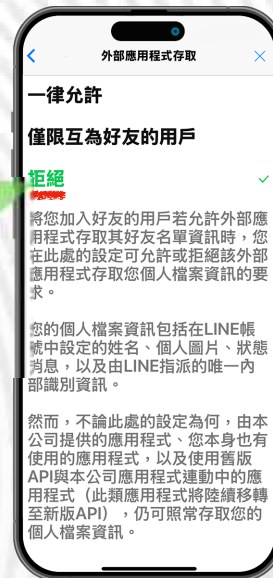 外部應用程式存取
一律允許
僅限互為好友的用戶
拒絕
將您加入好友的用戶若允許外部應
用程式存取其好友名單資訊時，您
在此處的設定可允許或拒絕該外部
應用程式存取您個人檔案資訊的要
求。
您的個人檔案資訊包括在LINE帳
號中設定的姓名、個人圖片、狀態
消息，以及由LINE指派的唯一內
部識別資訊。
然而，不論此處的設定為何，由本
公司提供的應用程式、您本身也有
使用的應用程式，以及使用舊版
API與本公司應用程式連動中的應
用程式（此類應用程式將陸續移轉
至新版API），仍可照常存取您的
個人檔案資訊。